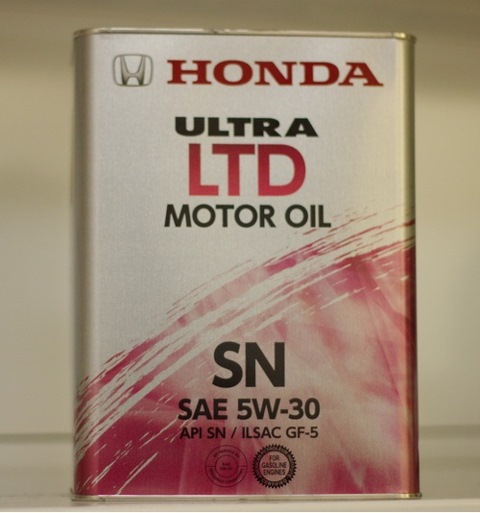 HONDA
ULTRA
LTD
MOTOR OIL
SN
SAE 5W-30
API SN / ILSAC GF-5
FOR
GASOLINE
ENGINES